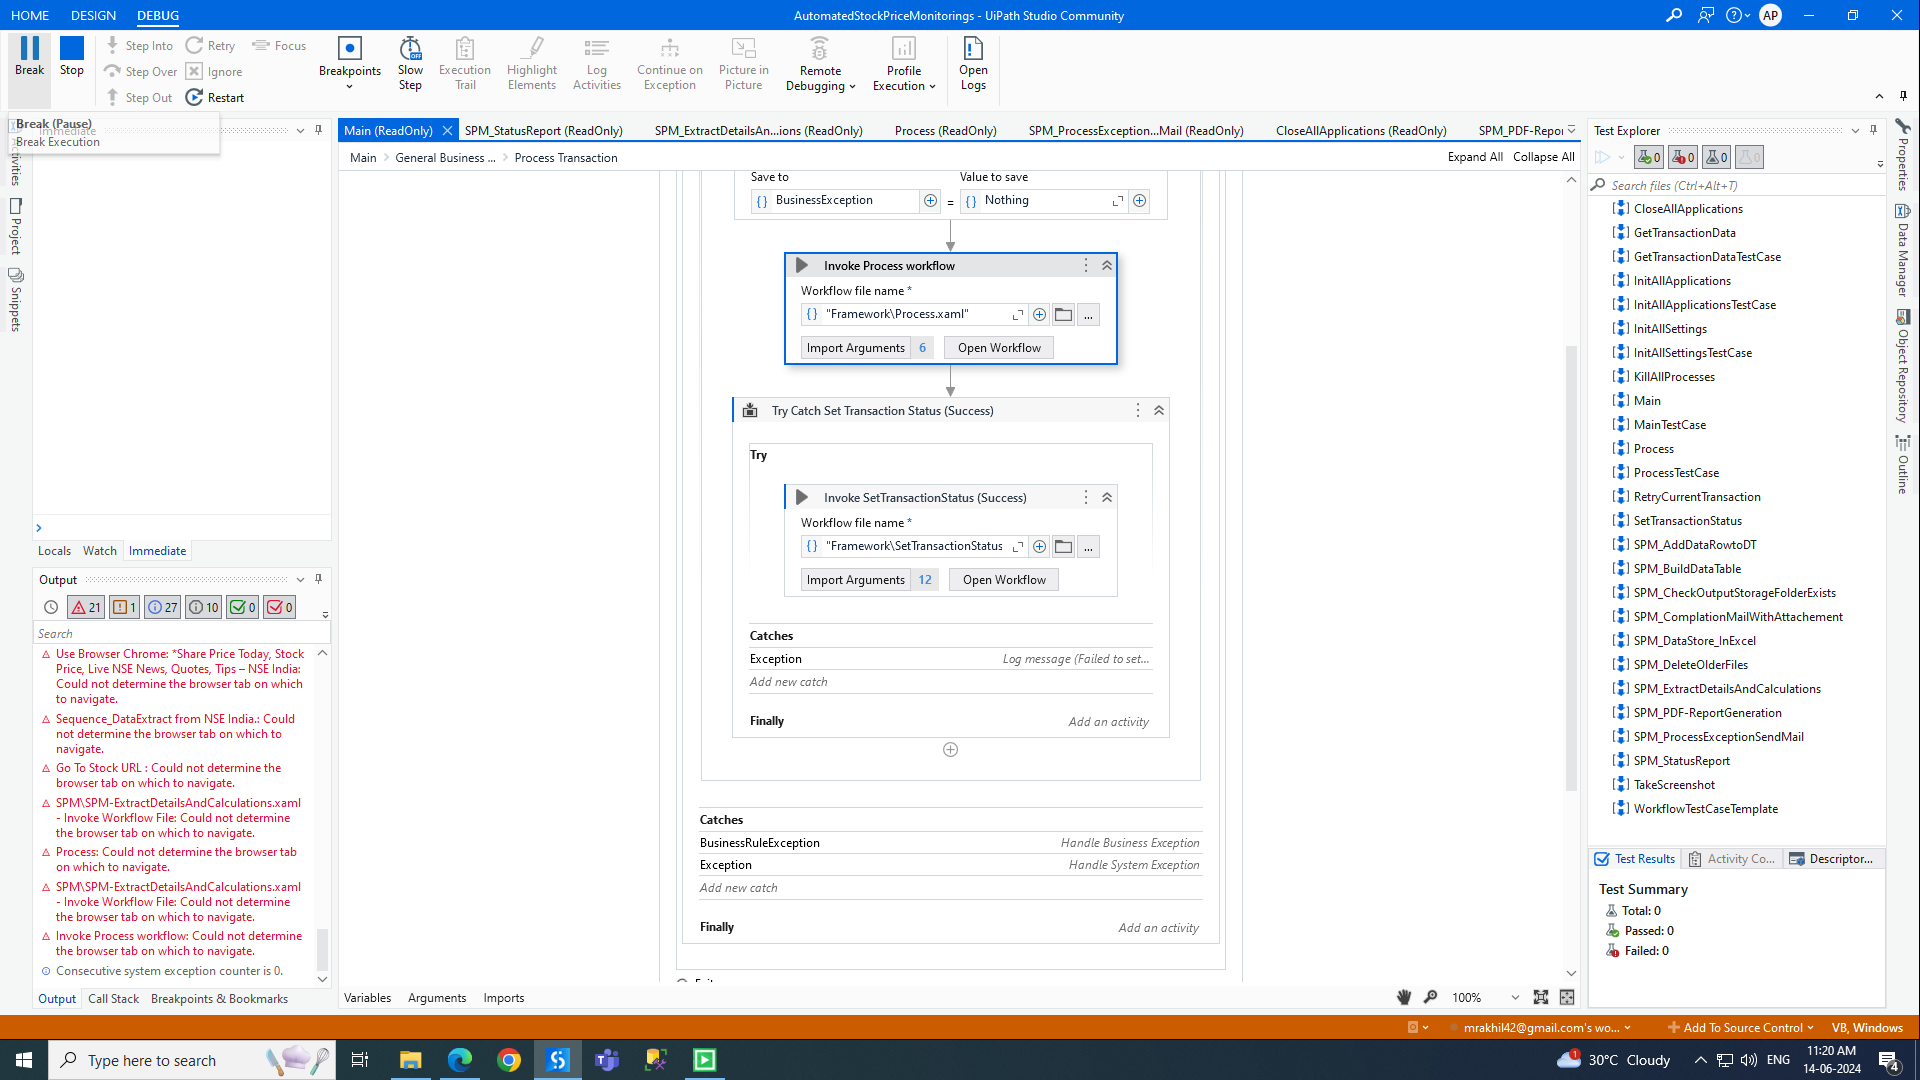 HOME DESIGN DEBUG
AutomatedStockPriceMonitorings - UiPath Studio Community
AP
Break
Stop
Step Into
Step Over
Step Out
Retry
Ignore
Restart
Focus
Breakpoints
Slow Step
Execution Trail
Highlight Elements
Log Activities
Continue on Exception
Picture in Picture
Remote Debugging
Profile Execution
Open Logs
Break (Pause)
Break Execution
Immediate
Activities
Project
Snippets
Locals Watch Immediate
Output
21 1 27 10 0 0
Search
Use Browser Chrome: *Share Price Today, Stock
Price, Live NSE News, Quotes, Tips – NSE India:
Could not determine the browser tab on which
to navigate.
Sequence_DataExtract from NSE India.: Could
not determine the browser tab on which to
navigate.
Go To Stock URL : Could not determine the
browser tab on which to navigate.
SPM\SPM-ExtractDetailsAndCalculations.xaml
- Invoke Workflow File: Could not determine
the browser tab on which to navigate.
Process: Could not determine the browser tab
on which to navigate.
SPM\SPM-ExtractDetailsAndCalculations.xaml
- Invoke Workflow File: Could not determine
the browser tab on which to navigate.
Invoke Process workflow: Could not determine
the browser tab on which to navigate.
Consecutive system exception counter is 0.
Output Call Stack Breakpoints & Bookmarks
Main (ReadOnly) SPM_StatusReport (ReadOnly) SPM_ExtractDetailsAn...ions (ReadOnly) Process (ReadOnly) SPM_ProcessException...Mail (ReadOnly) CloseAllApplications (ReadOnly) SPM_PDF-Repor
Main General Business ... Process Transaction
Expand All Collapse All
Save to Value to save
{} BusinessException = {} Nothing
Invoke Process workflow
Workflow file name *
{} "Framework\Process.xaml" ...
Import Arguments 6 Open Workflow
Try Catch Set Transaction Status (Success)
Try
Invoke SetTransactionStatus (Success)
Workflow file name *
{} "Framework\SetTransactionStatus ...
Import Arguments 12 Open Workflow
Catches
Exception Log message (Failed to set...
Add new catch
Finally Add an activity
Catches
BusinessRuleException Handle Business Exception
Exception Handle System Exception
Add new catch
Finally Add an activity
Variables Arguments Imports
100%
Test Explorer
0 0 0 0
Search files (Ctrl+Alt+T)
CloseAllApplications
GetTransactionData
GetTransactionDataTestCase
InitAllApplications
InitAllApplicationsTestCase
InitAllSettings
InitAllSettingsTestCase
KillAllProcesses
Main
MainTestCase
Process
ProcessTestCase
RetryCurrentTransaction
SetTransactionStatus
SPM_AddDataRowtoDT
SPM_BuildDataTable
SPM_CheckOutputStorageFolderExists
SPM_ComplationMailWithAttachement
SPM_DataStore_InExcel
SPM_DeleteOlderFiles
SPM_ExtractDetailsAndCalculations
SPM_PDF-ReportGeneration
SPM_ProcessExceptionSendMail
SPM_StatusReport
TakeScreenshot
WorkflowTestCaseTemplate
Test Results Activity Co... Descriptor...
Test Summary
Total: 0
Passed: 0
Failed: 0
Properties
Data Manager
Object Repository
Outline
mrakhil42@gmail.com's wo... Add To Source Control VB, Windows
Type here to search
1 30°C Cloudy
ENG
11:20 AM
14-06-2024
4